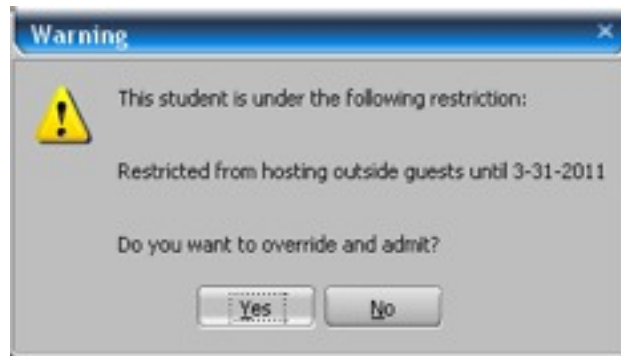 Warning
This student is under the following restriction:
Restricted from hosting outside guests until 3-31-2011
Do you want to override and admit?
Yes No